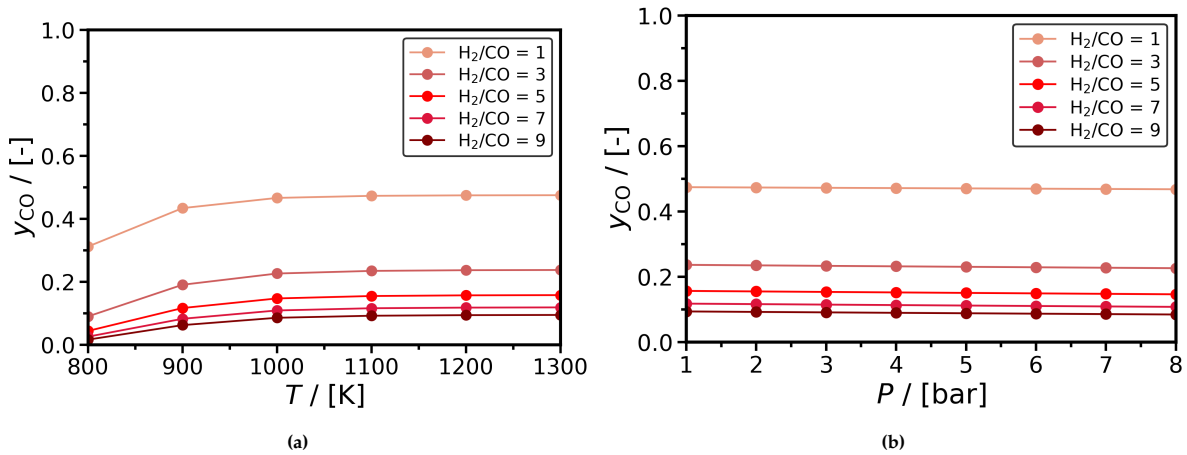 1.0
0.8
0.6
0.4
0.2
0.0
y_CO / [-]
H₂/CO = 1
H₂/CO = 3
H₂/CO = 5
H₂/CO = 7
H₂/CO = 9
800 900 1000 1100 1200 1300
T / [K]
(a)
1.0
0.8
0.6
0.4
0.2
0.0
y_CO / [-]
H₂/CO = 1
H₂/CO = 3
H₂/CO = 5
H₂/CO = 7
H₂/CO = 9
1 2 3 4 5 6 7 8
P / [bar]
(b)